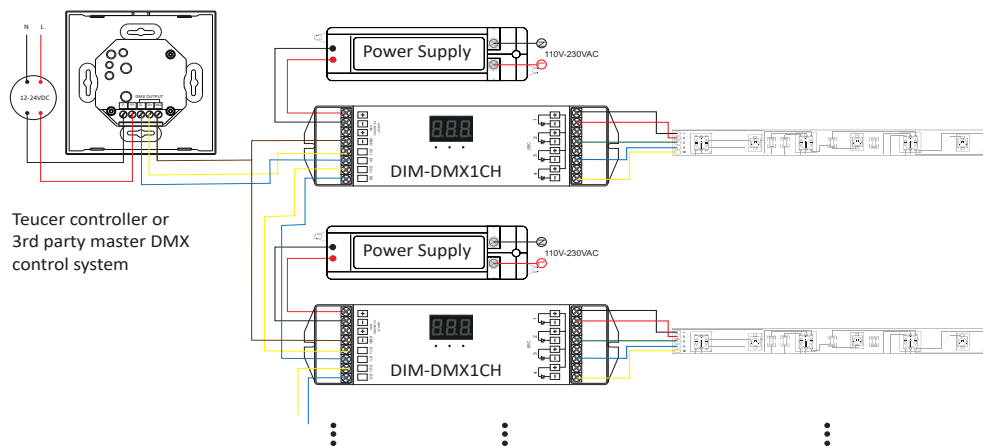 N L
12-24VDC
DMX OUTPUT
Power Supply
110V-230VAC
DIM-DMX1CH
Teucer controller or
3rd party master DMX
control system
Power Supply
110V-230VAC
DIM-DMX1CH